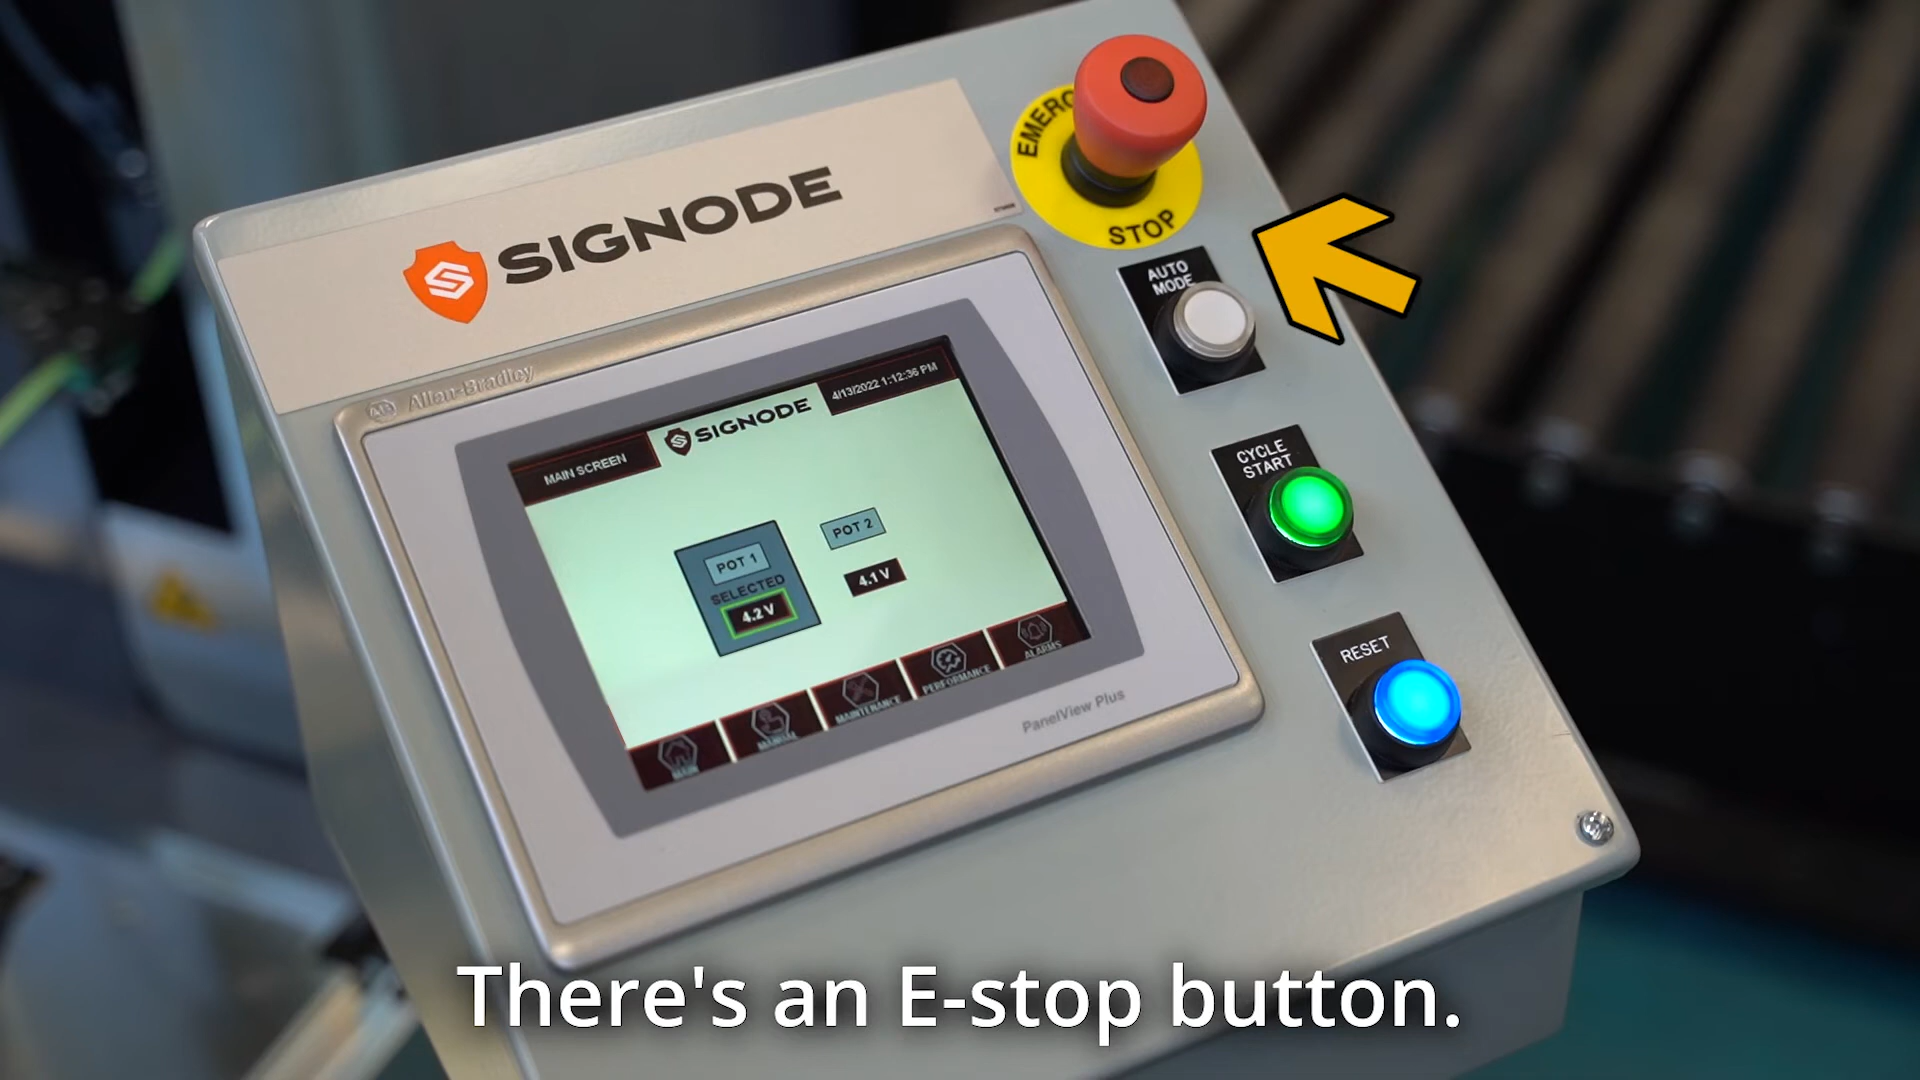 EMERG
STOP
SIGNODE
AUTO
MODE
Allen-Bradley
4/13/2022 1:12:36 PM
SIGNODE
MAIN SCREEN
CYCLE
START
POT 2
POT 1
4.1 V
SELECTED
4.2 V
RESET
ALARMS
PERFORMANCE
MAINTENANCE
MANUAL
MAIN
PanelView Plus
There's an E-stop button.